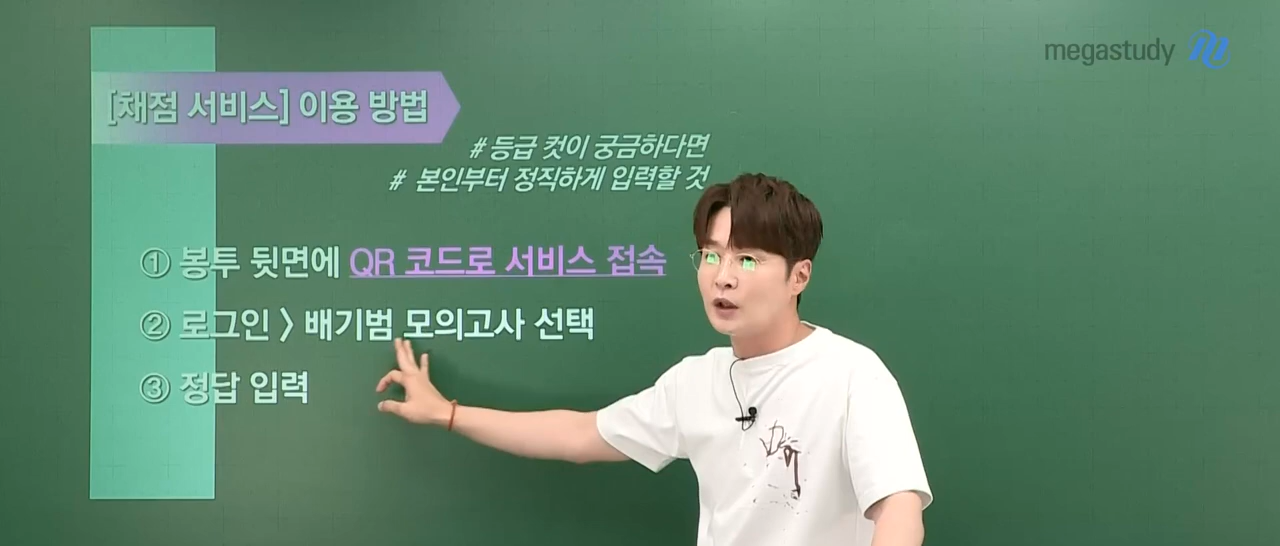 megastudy
[채점 서비스] 이용 방법
# 등급 컷이 궁금하다면
# 본인부터 정직하게 입력할 것
① 봉투 뒷면에 QR 코드로 서비스 접속
② 로그인 > 배기범 모의고사 선택
③ 정답 입력